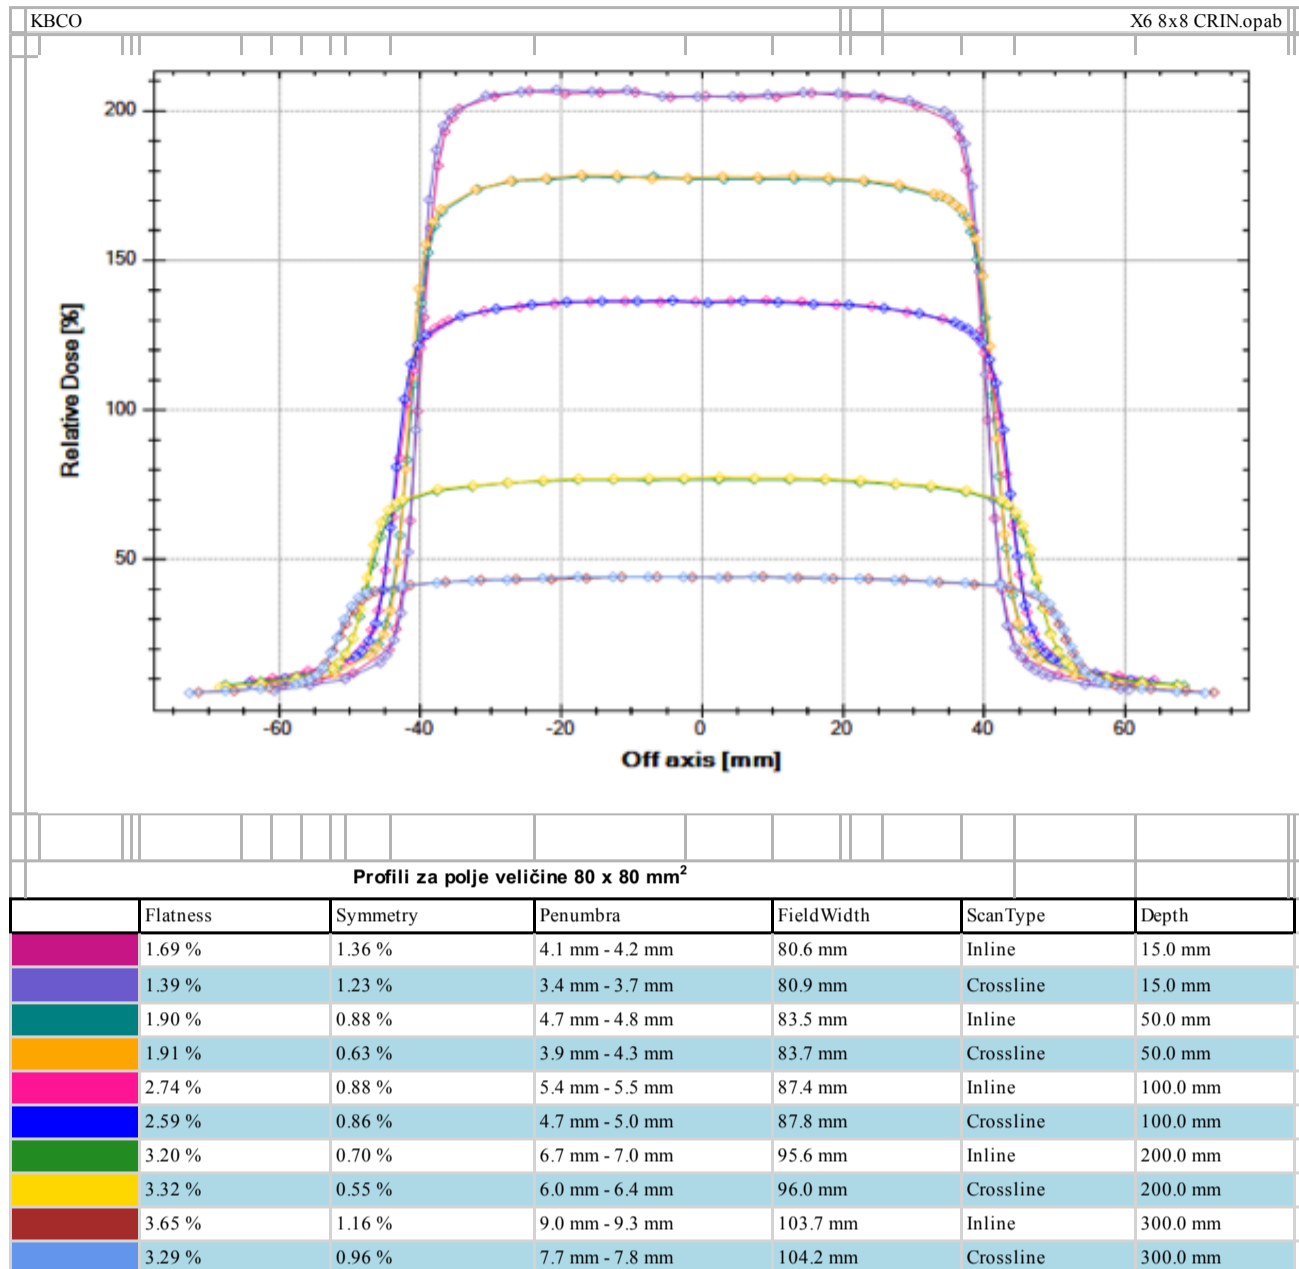 KBCO X6 8x8 CRIN.opab
200
150
100
50
Relative Dose [%]
-60 -40 -20 0 20 40 60
Off axis [mm]
Profili za polje veličine 80 x 80 mm²
Flatness Symmetry Penumbra FieldWidth ScanType Depth
1.69 % 1.36 % 4.1 mm - 4.2 mm 80.6 mm Inline 15.0 mm
1.39 % 1.23 % 3.4 mm - 3.7 mm 80.9 mm Crossline 15.0 mm
1.90 % 0.88 % 4.7 mm - 4.8 mm 83.5 mm Inline 50.0 mm
1.91 % 0.63 % 3.9 mm - 4.3 mm 83.7 mm Crossline 50.0 mm
2.74 % 0.88 % 5.4 mm - 5.5 mm 87.4 mm Inline 100.0 mm
2.59 % 0.86 % 4.7 mm - 5.0 mm 87.8 mm Crossline 100.0 mm
3.20 % 0.70 % 6.7 mm - 7.0 mm 95.6 mm Inline 200.0 mm
3.32 % 0.55 % 6.0 mm - 6.4 mm 96.0 mm Crossline 200.0 mm
3.65 % 1.16 % 9.0 mm - 9.3 mm 103.7 mm Inline 300.0 mm
3.29 % 0.96 % 7.7 mm - 7.8 mm 104.2 mm Crossline 300.0 mm